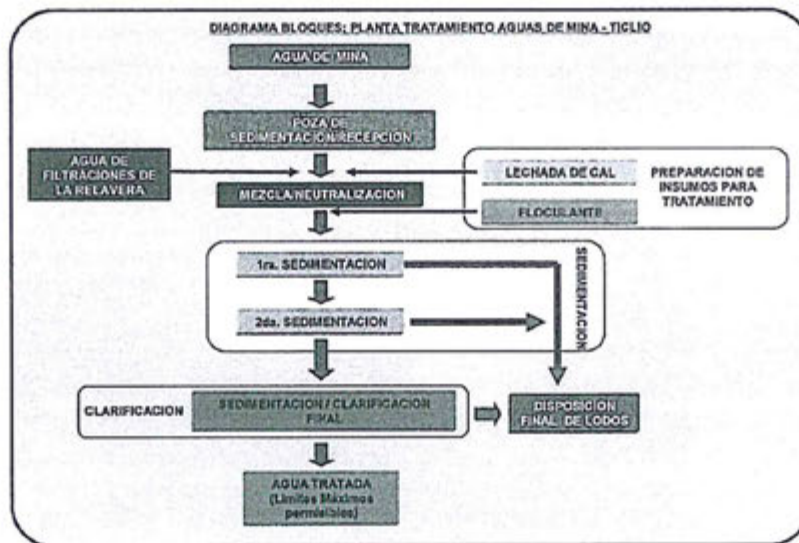 DIAGRAMA BLOQUES: PLANTA TRATAMIENTO AGUAS DE MINA - TICLIO
AGUA DE MINA
POZA DE
SEDIMENTACION/RECEPCION
AGUA DE
FILTRACIONES DE
LA RELAVERA
LECHADA DE CAL
PREPARACION DE
INSUMOS PARA
TRATAMIENTO
MEZCLA/NEUTRALIZACION
FLOCULANTE
SEDIMENTACION
1ra. SEDIMENTACION
2da. SEDIMENTACION
CLARIFICACION
SEDIMENTACION / CLARIFICACION
FINAL
DISPOSICION
FINAL DE LODOS
AGUA TRATADA
(Límites Máximos
permisibles)